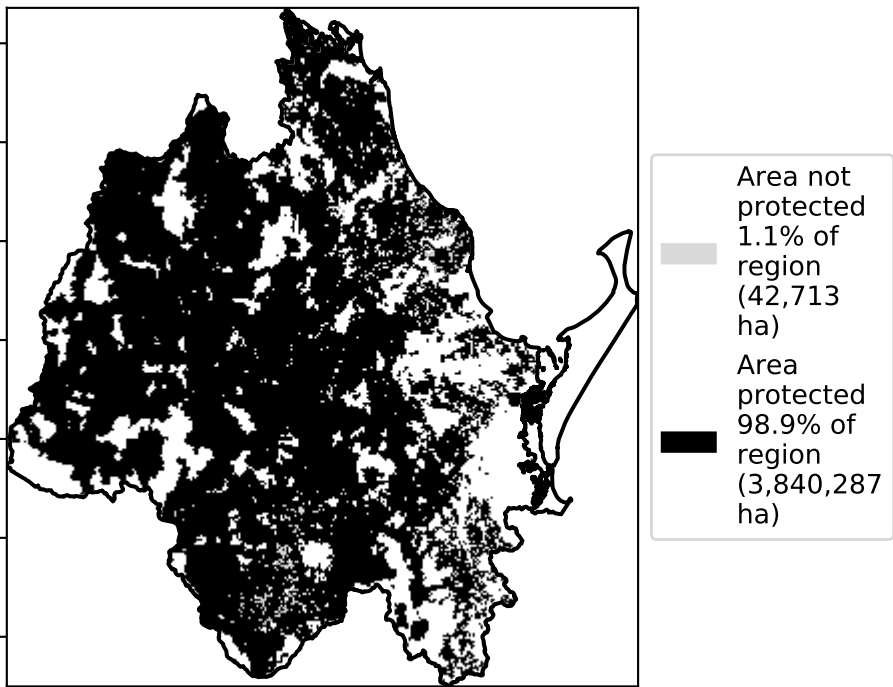 Area not
protected
1.1% of
region
(42,713
ha)
Area
protected
98.9% of
region
(3,840,287
ha)